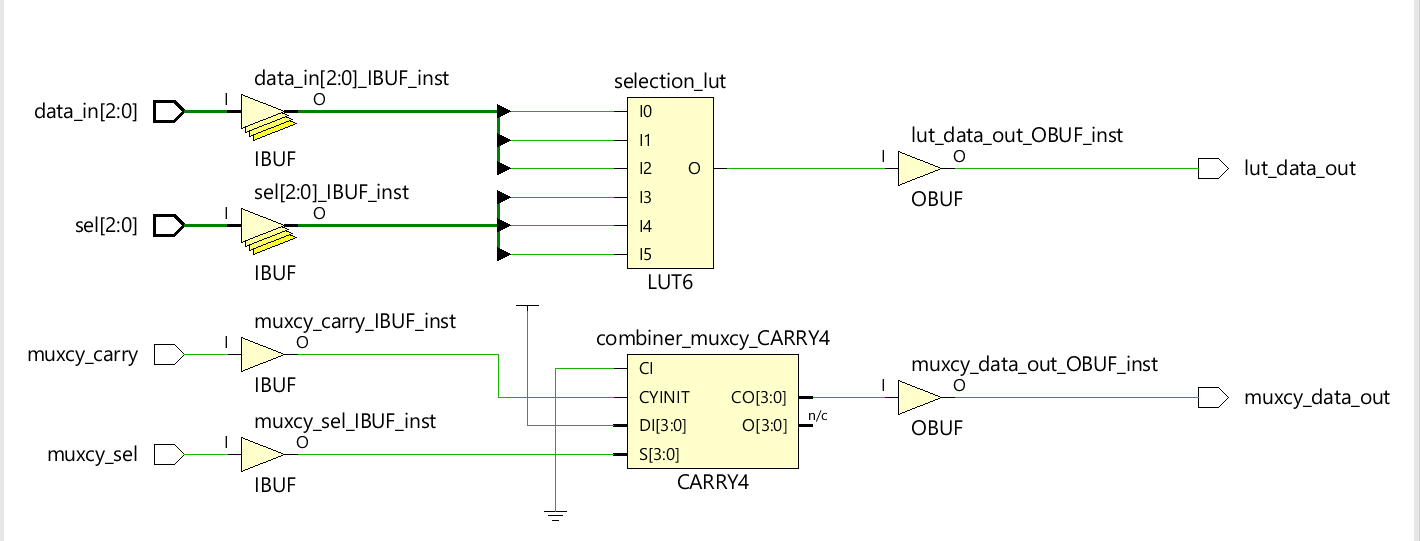 data_in[2:0]_IBUF_inst
selection_lut
I
O
data_in[2:0]
I0
I1
lut_data_out_OBUF_inst
IBUF
I
O
I2
O
lut_data_out
sel[2:0]_IBUF_inst
I3
OBUF
I
O
sel[2:0]
I4
I5
IBUF
LUT6
muxcy_carry_IBUF_inst
combiner_muxcy_CARRY4
I
O
muxcy_carry
CI
muxcy_data_out_OBUF_inst
IBUF
I
O
CYINIT
CO[3:0]
muxcy_data_out
n/c
muxcy_sel_IBUF_inst
DI[3:0]
O[3:0]
OBUF
I
O
muxcy_sel
S[3:0]
IBUF
CARRY4